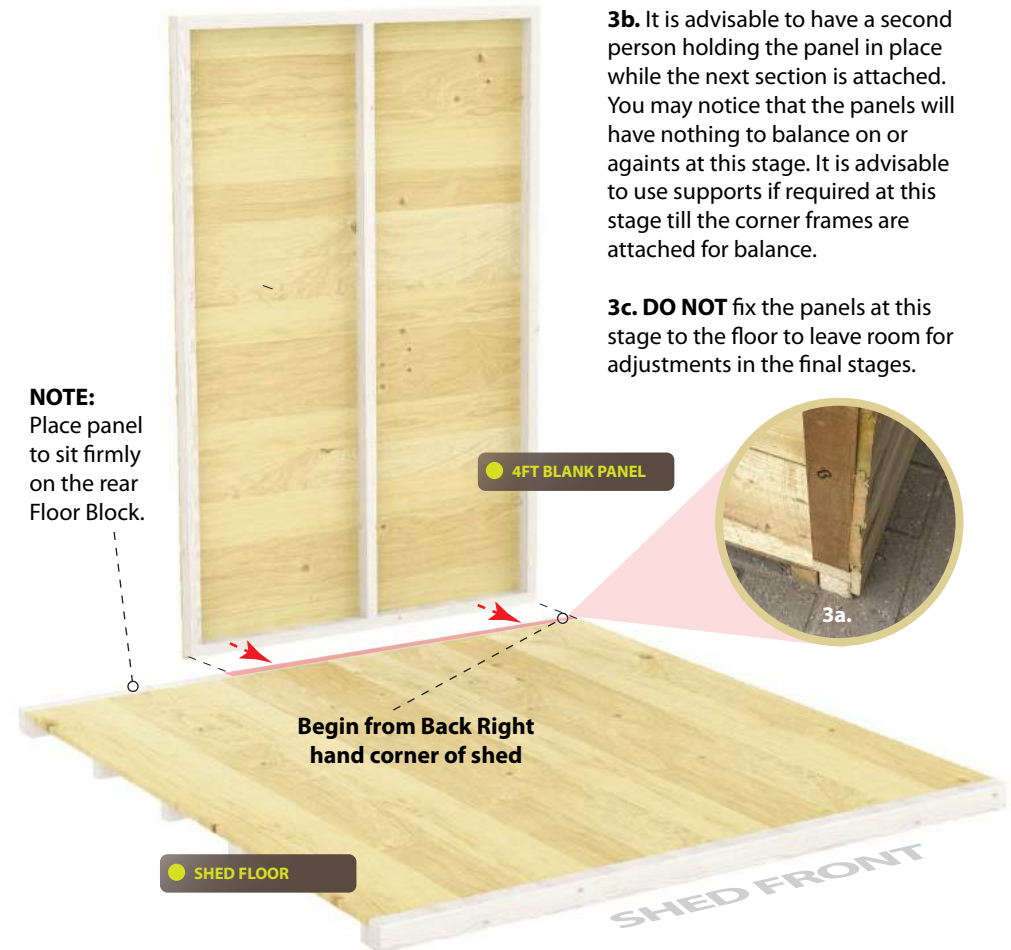 3b. It is advisable to have a second
person holding the panel in place
while the next section is attached.
You may notice that the panels will
have nothing to balance on or
againts at this stage. It is advisable
to use supports if required at this
stage till the corner frames are
attached for balance.
3c. DO NOT fix the panels at this
stage to the floor to leave room for
adjustments in the final stages.
NOTE:
Place panel
to sit firmly
on the rear
Floor Block.
4FT BLANK PANEL
3a.
Begin from Back Right
hand corner of shed
SHED FLOOR
SHED FRONT